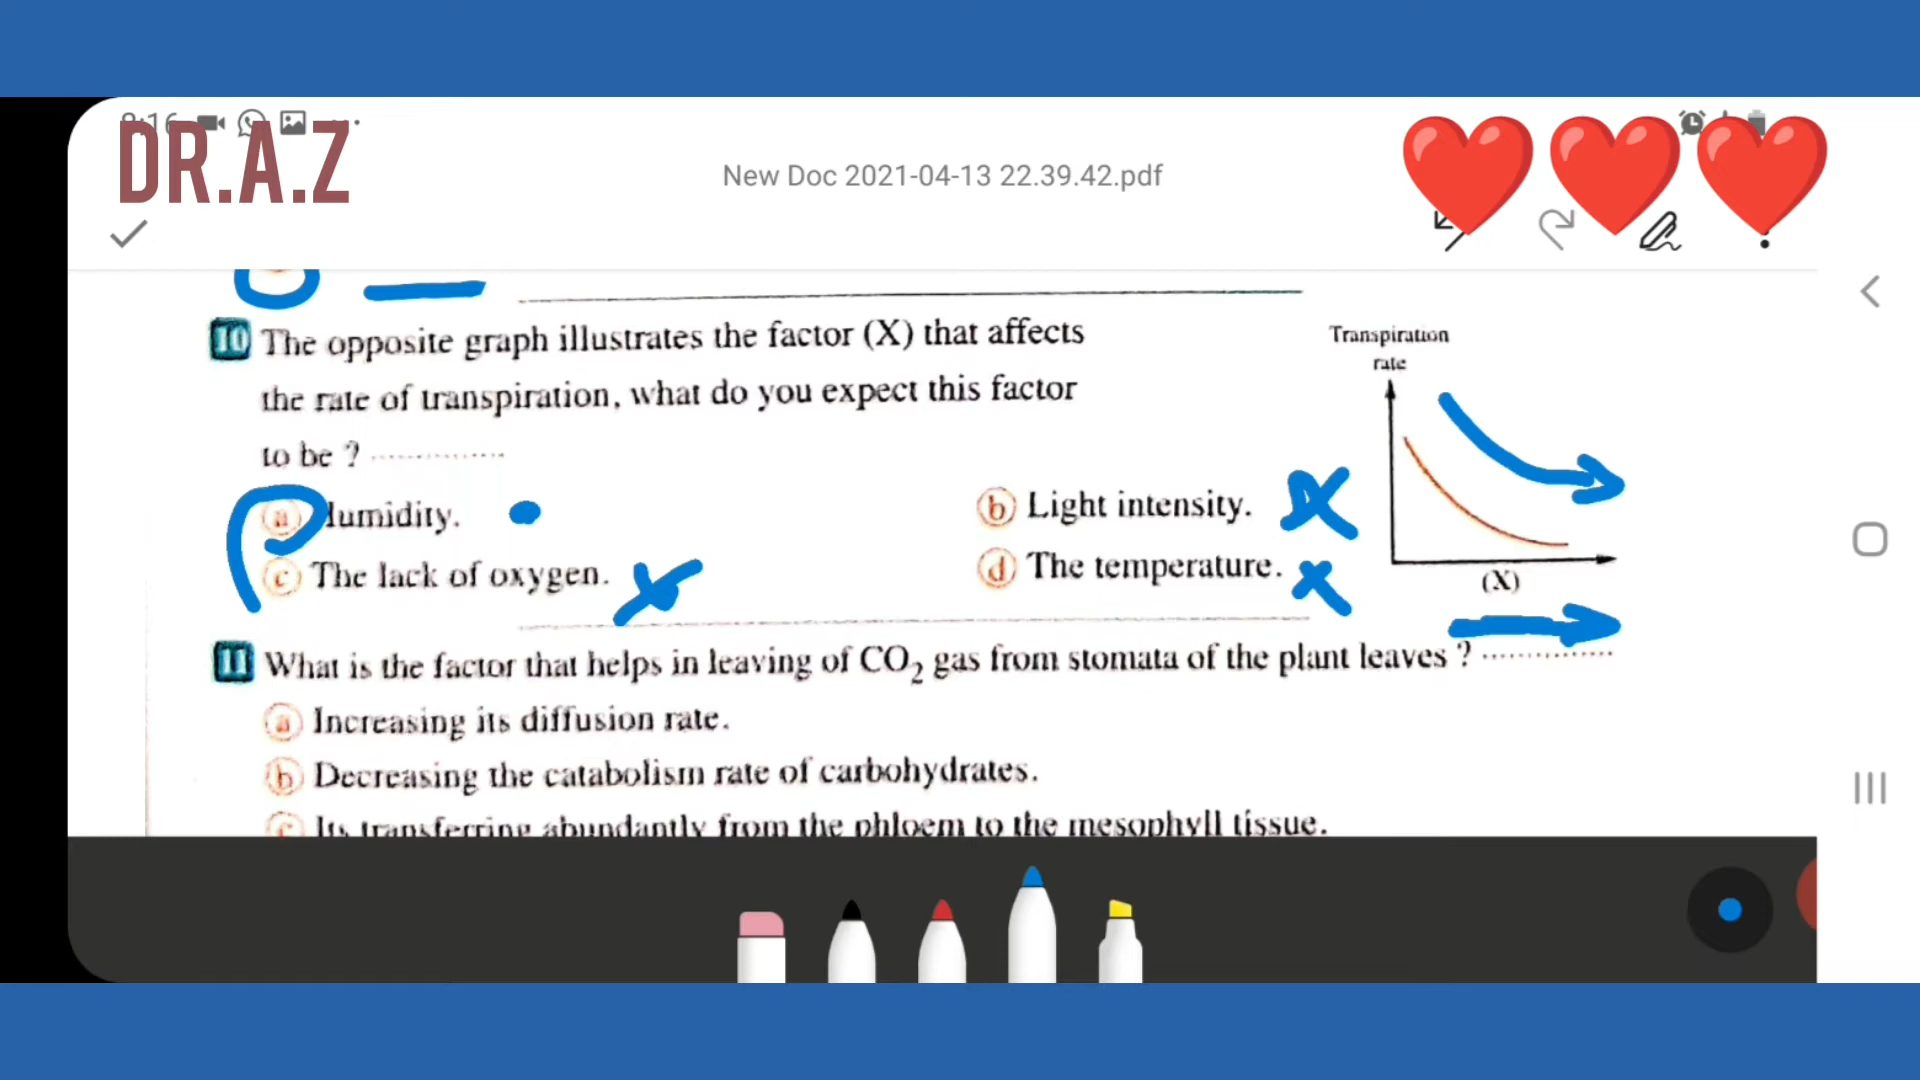 8:16
DR.A.Z
New Doc 2021-04-13 22.39.42.pdf
10 The opposite graph illustrates the factor (X) that affects
the rate of transpiration, what do you expect this factor
to be ? ..............
a Humidity.
b Light intensity.
c The lack of oxygen.
d The temperature.
Transpiration
rate
(X)
11 What is the factor that helps in leaving of CO₂ gas from stomata of the plant leaves ? ..............
a Increasing its diffusion rate.
b Decreasing the catabolism rate of carbohydrates.
c Its transferring abundantly from the phloem to the mesophyll tissue.